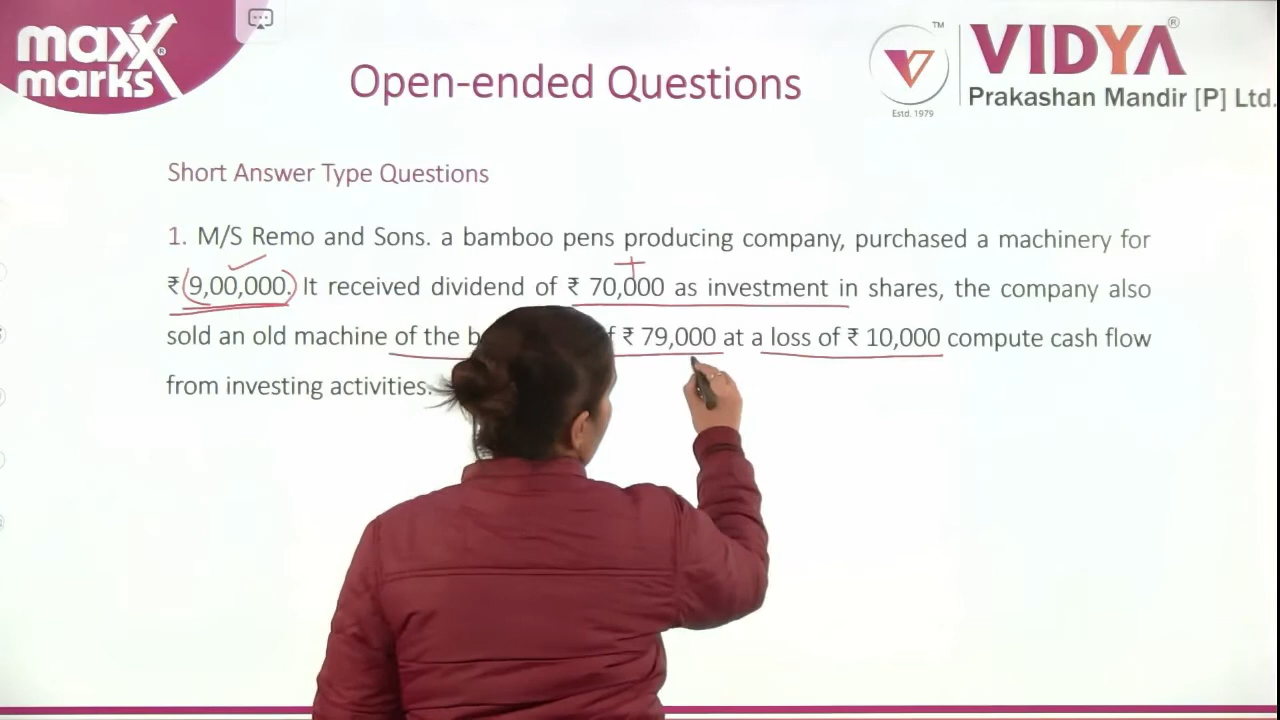 maxx
marks
Open-ended Questions
TM
VIDYA
®
Prakashan Mandir [P] Ltd.
Estd. 1979
Short Answer Type Questions
1. M/S Remo and Sons. a bamboo pens producing company, purchased a machinery for
₹ 9,00,000. It received dividend of ₹ 70,000 as investment in shares, the company also
sold an old machine of the ₹ 79,000 at a loss of ₹ 10,000 compute cash flow
from investing activities.